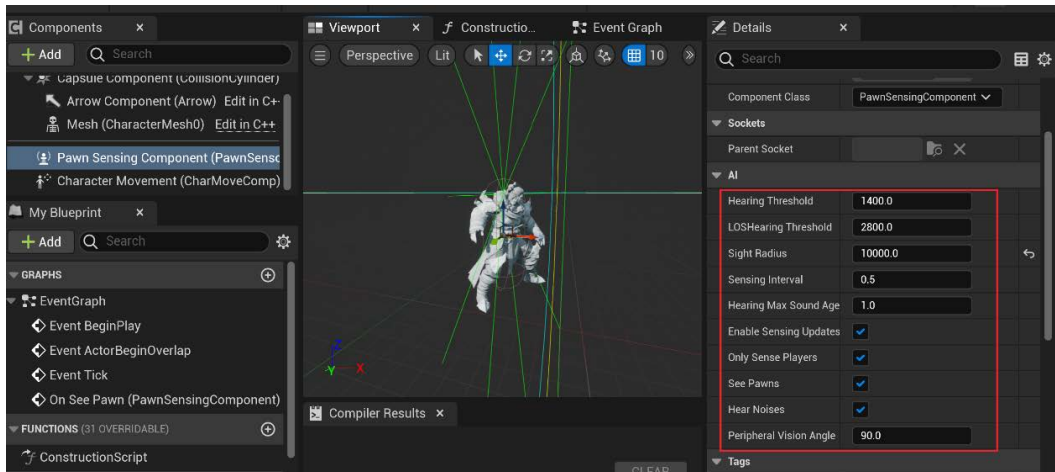 Components
+ Add
Search
Capsule Component (CollisionCylinder)
Arrow Component (Arrow) Edit in C+
Mesh (CharacterMesh0) Edit in C++
Pawn Sensing Component (PawnSensc
Character Movement (CharMoveComp)
My Blueprint
+ Add
Search
GRAPHS
EventGraph
Event BeginPlay
Event ActorBeginOverlap
Event Tick
On See Pawn (PawnSensingComponent)
FUNCTIONS (31 OVERRIDABLE)
ConstructionScript
Viewport
Constructio...
Event Graph
Perspective
Lit
10
Z
X
Y
Compiler Results
CLEAR
Details
Search
Component Class PawnSensingComponent
Sockets
Parent Socket
AI
Hearing Threshold 1400.0
LOSHearing Threshold 2800.0
Sight Radius 10000.0
Sensing Interval 0.5
Hearing Max Sound Age 1.0
Enable Sensing Updates
Only Sense Players
See Pawns
Hear Noises
Peripheral Vision Angle 90.0
Tags